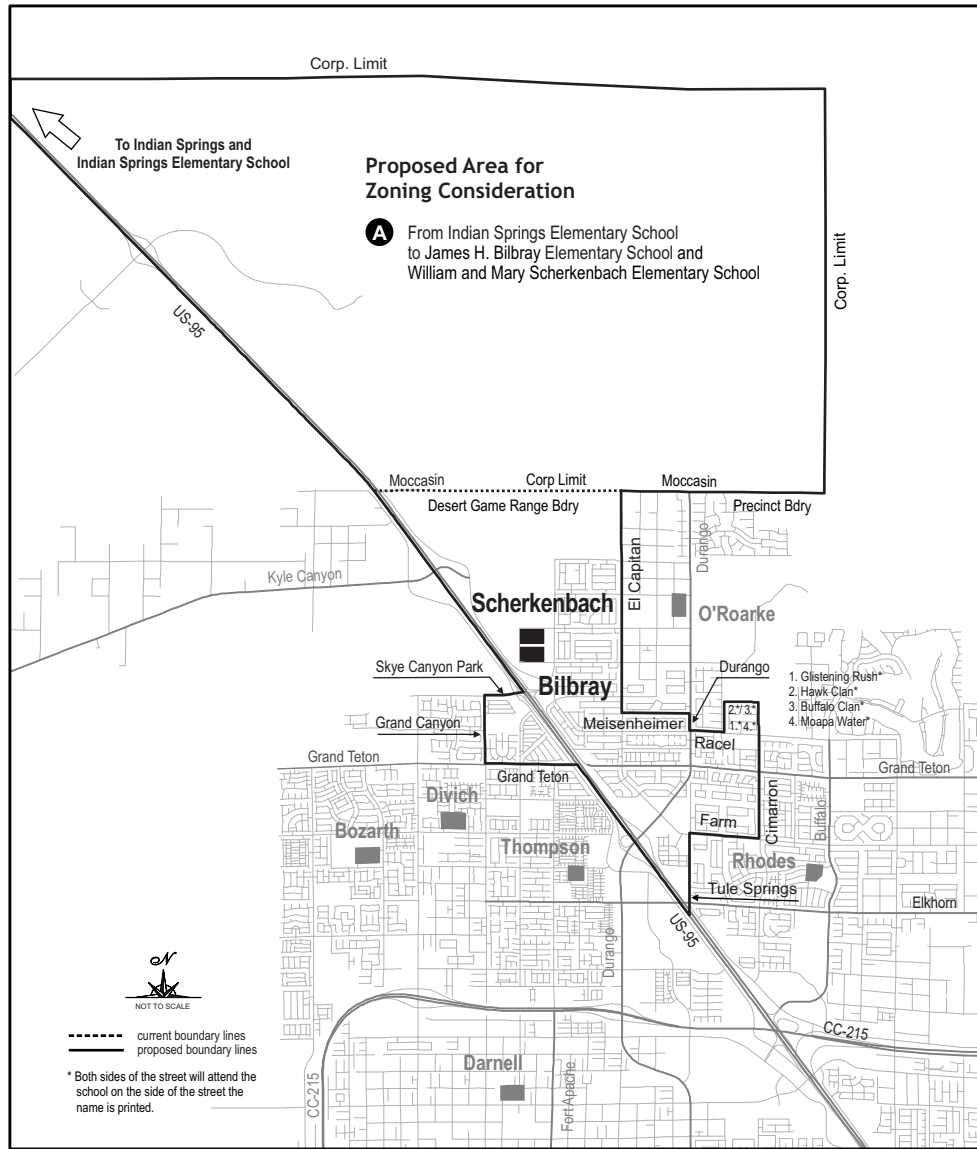 Corp. Limit
To Indian Springs and
Indian Springs Elementary School
Proposed Area for
Zoning Consideration
A
From Indian Springs Elementary School
to James H. Bilbray Elementary School and
William and Mary Scherkenbach Elementary School
Corp. Limit
US-95
Moccasin
Corp Limit
Moccasin
Desert Game Range Bdry
Precinct Bdry
Durango
El Capitan
Kyle Canyon
Scherkenbach
O'Roarke
Skye Canyon Park
Bilbray
Durango
1. Glistening Rush*
2. Hawk Clan*
3. Buffalo Clan*
4. Moapa Water*
2.*/ 3.*
1.*/ 4.*
Grand Canyon
Meisenheimer
Racel
Grand Teton
Grand Teton
Grand Teton
Divich
Bozarth
Farm
Cimarron
Buffalo
Thompson
Rhodes
Tule Springs
Elkhorn
US-95
Durango
N
NOT TO SCALE
current boundary lines
proposed boundary lines
* Both sides of the street will attend the
school on the side of the street the
name is printed.
CC-215
Darnell
CC-215
Fort Apache